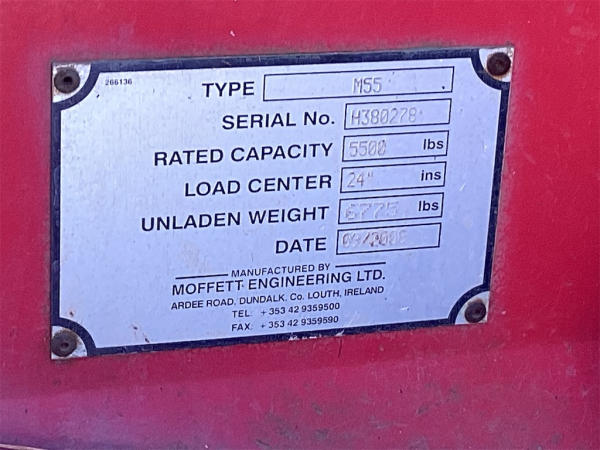 266136
TYPE M55
SERIAL No. H380278
RATED CAPACITY 5500 lbs
LOAD CENTER 24" ins
UNLADEN WEIGHT 6775 lbs
DATE
MANUFACTURED BY
MOFFETT ENGINEERING LTD.
ARDEE ROAD, DUNDALK, Co. LOUTH, IRELAND
TEL: + 353 42 9359500
FAX: + 353 42 9359590